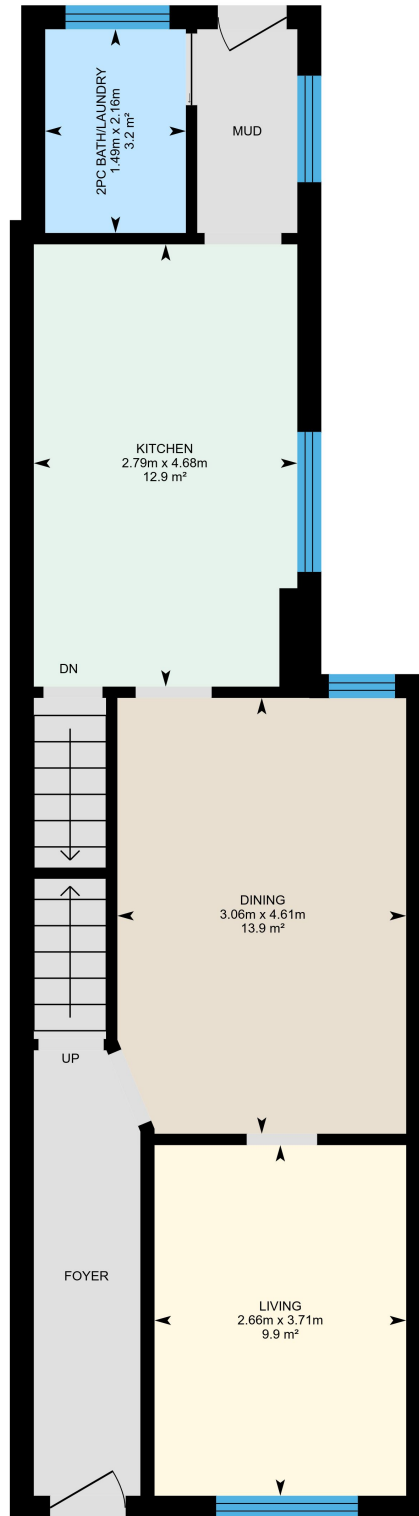 2PC BATH/LAUNDRY
1.49m x 2.16m
3.2 m²
MUD
KITCHEN
2.79m x 4.68m
12.9 m²
DN
DINING
3.06m x 4.61m
13.9 m²
UP
FOYER
LIVING
2.66m x 3.71m
9.9 m²